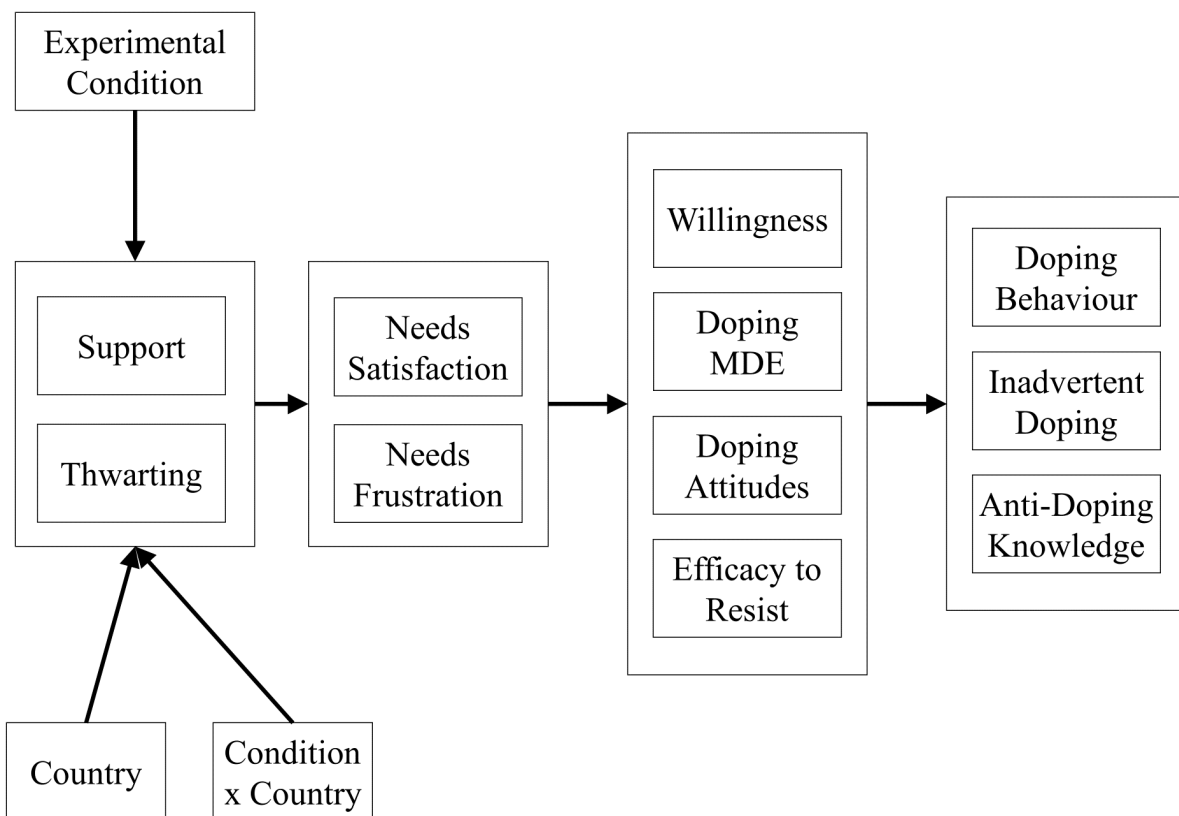 Experimental
Condition
Support
Thwarting
Needs
Satisfaction
Needs
Frustration
Willingness
Doping
MDE
Doping
Attitudes
Efficacy to
Resist
Doping
Behaviour
Inadvertent
Doping
Anti-Doping
Knowledge
Country
Condition
x Country